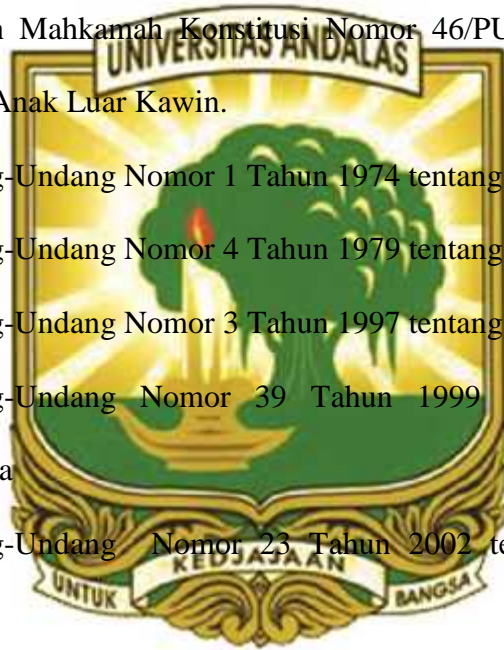 n Mahkamah Konstitusi Nomor 46/PU
UNIVERSITAS ANDALAS
Anak Luar Kawin.
g-Undang Nomor 1 Tahun 1974 tentang
g-Undang Nomor 4 Tahun 1979 tentang
g-Undang Nomor 3 Tahun 1997 tentang
g-Undang Nomor 39 Tahun 1999
a
g-Undang Nomor 23 Tahun 2002 te
UNTUK KEDJAJAAN BANGSA